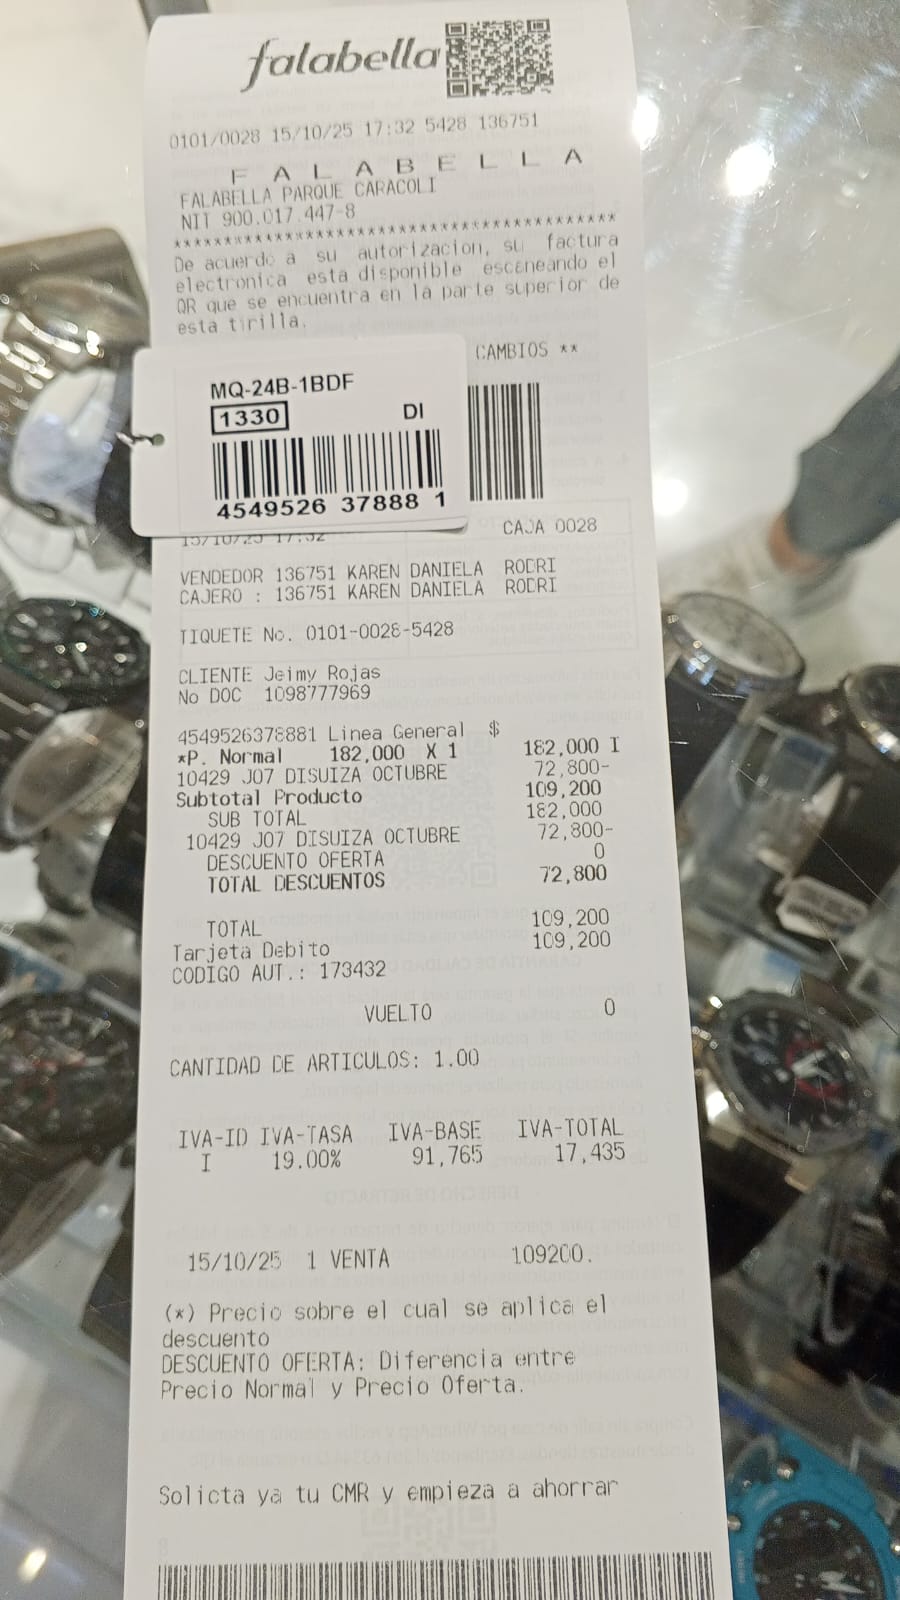 falabella
0101/0028 15/10/25 17:32 5428 136751
F A L A B E L L A
FALABELLA PARQUE CARACOLI
NIT 900.017.447-8
******************************************
De acuerdo a su autorizacion, su factura
electronica esta disponible escaneando el
QR que se encuentra en la parte superior de
esta tirilla.
CAMBIOS **
MQ-24B-1BDF
1330 DI
4549526 37888 1
15/10/25 17:32 CAJA 0028
VENDEDOR 136751 KAREN DANIELA RODRI
CAJERO : 136751 KAREN DANIELA RODRI
TIQUETE No. 0101-0028-5428
CLIENTE Jeimy Rojas
No DOC 1098777969
4549526378881 Linea General $
*P. Normal 182,000 X 1 182,000 I
10429 J07 DISUIZA OCTUBRE 72,800-
Subtotal Producto 109,200
SUB TOTAL 182,000
10429 J07 DISUIZA OCTUBRE 72,800-
DESCUENTO OFERTA 0
TOTAL DESCUENTOS 72,800
TOTAL 109,200
Tarjeta Debito 109,200
CODIGO AUT.: 173432
VUELTO 0
CANTIDAD DE ARTICULOS: 1.00
IVA-ID IVA-TASA IVA-BASE IVA-TOTAL
I 19.00% 91,765 17,435
15/10/25 1 VENTA 109200.
(*) Precio sobre el cual se aplica el
descuento
DESCUENTO OFERTA: Diferencia entre
Precio Normal y Precio Oferta.
Solicta ya tu CMR y empieza a ahorrar